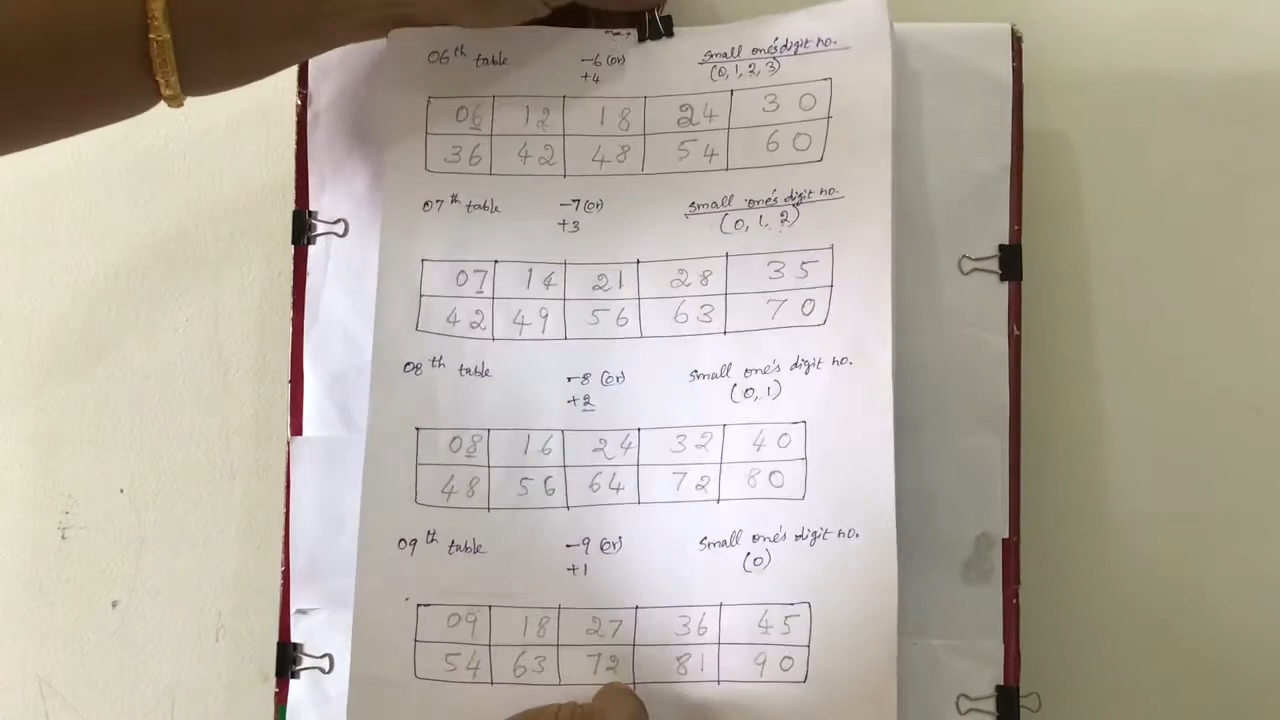 06th table -6 (or) Small one's digit no.
+4 (0, 1, 2, 3)
06 12 18 24 30
36 42 48 54 60
07th table -7 (or) Small one's digit no.
+3 (0, 1, 2)
07 14 21 28 35
42 49 56 63 70
08th table -8 (or) Small one's digit no.
+2 (0, 1)
08 16 24 32 40
48 56 64 72 80
09th table -9 (or) Small one's digit no.
+1 (0)
09 18 27 36 45
54 63 72 81 90